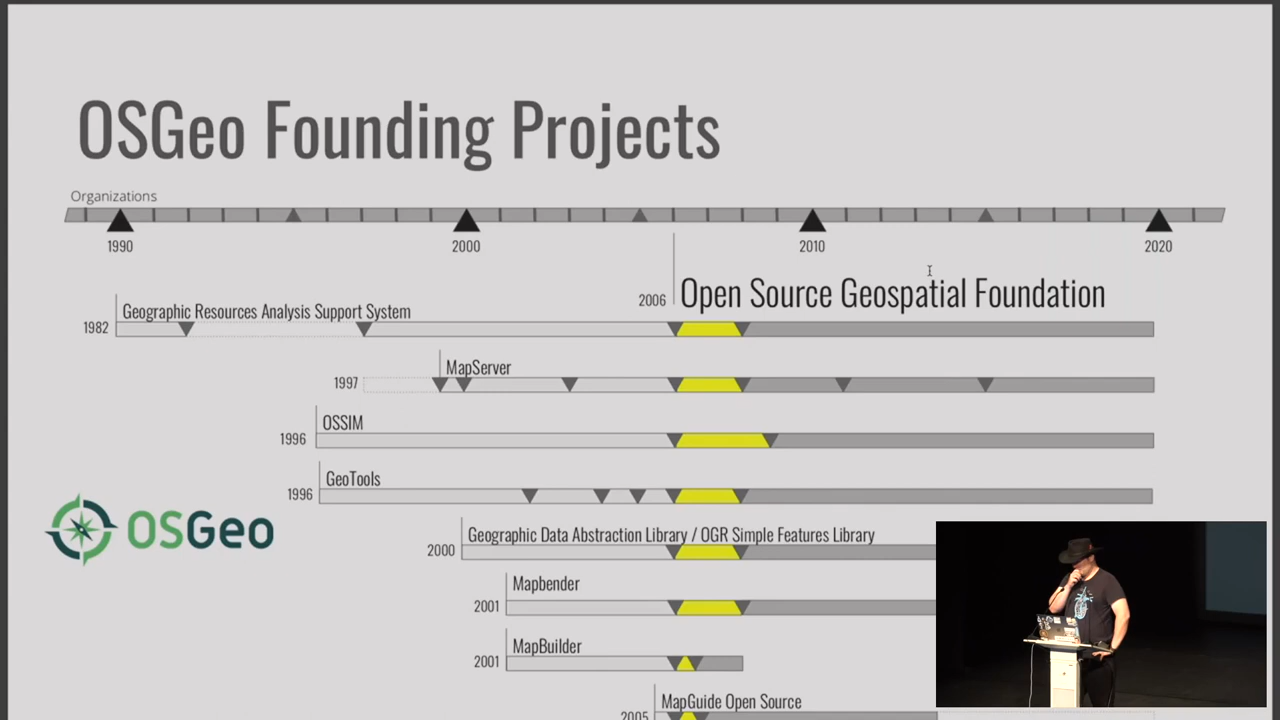 OSGeo Founding Projects
Organizations
1990
2000
2010
2020
2006
Open Source Geospatial Foundation
Geographic Resources Analysis Support System
1982
MapServer
1997
OSSIM
1996
GeoTools
1996
OSGeo
Geographic Data Abstraction Library / OGR Simple Features Library
2000
Mapbender
2001
MapBuilder
2001
MapGuide Open Source
2005